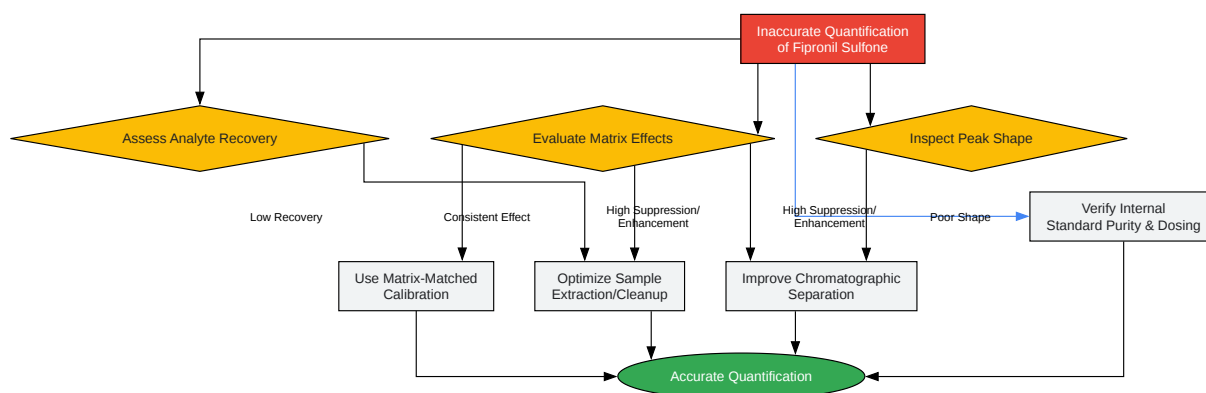 Inaccurate Quantification
of Fipronil Sulfone
Assess Analyte Recovery
Evaluate Matrix Effects
Inspect Peak Shape
Low Recovery
Consistent Effect
High Suppression/
Enhancement
High Suppression/
Enhancement
Poor Shape
Verify Internal
Standard Purity & Dosing
Use Matrix-Matched
Calibration
Optimize Sample
Extraction/Cleanup
Improve Chromatographic
Separation
Accurate Quantification